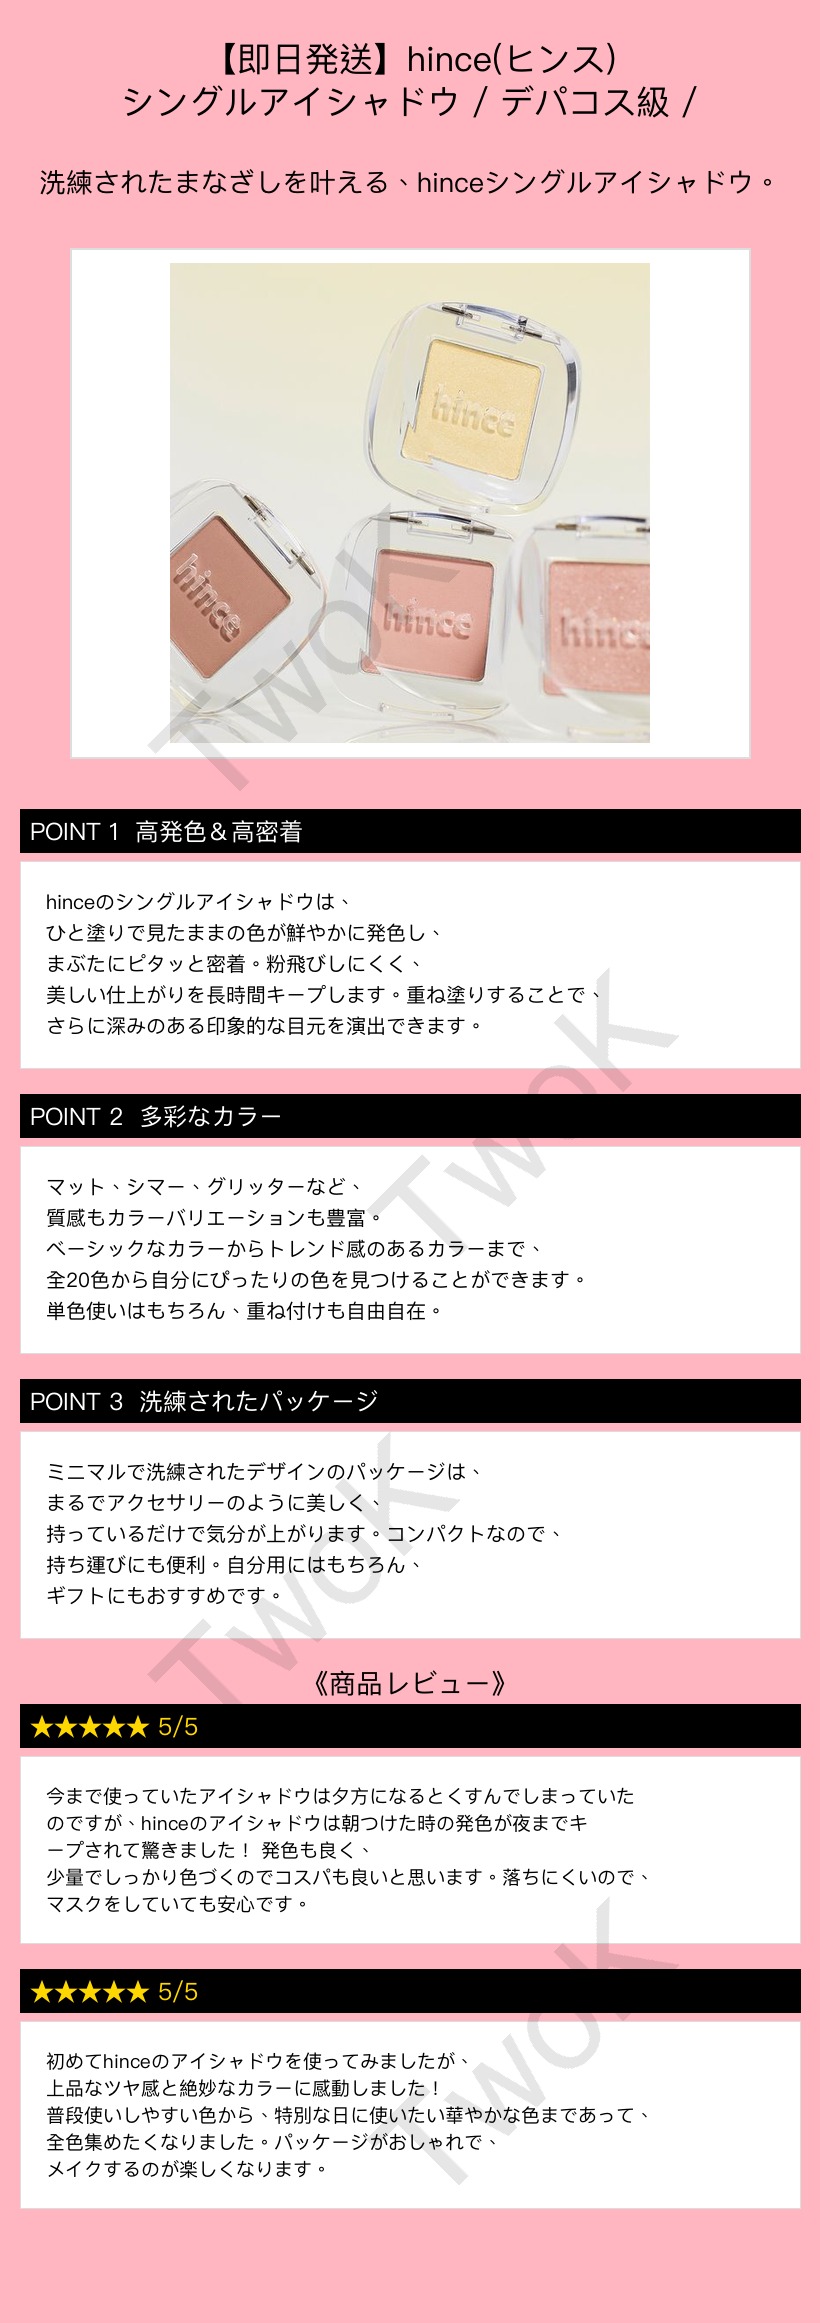 【即日発送】hince(ヒンス)
シングルアイシャドウ / デパコス級 /
洗練されたまなざしを叶える、hinceシングルアイシャドウ。
hince
hince
hince
hince
TwoK
POINT 1 高発色＆高密着
hinceのシングルアイシャドウは、
ひと塗りで見たままの色が鮮やかに発色し、
まぶたにピタッと密着。粉飛びしにくく、
美しい仕上がりを長時間キープします。重ね塗りすることで、
さらに深みのある印象的な目元を演出できます。
TwoK
POINT 2 多彩なカラー
マット、シマー、グリッターなど、
質感もカラーバリエーションも豊富。
ベーシックなカラーからトレンド感のあるカラーまで、
全20色から自分にぴったりの色を見つけることができます。
単色使いはもちろん、重ね付けも自由自在。
POINT 3 洗練されたパッケージ
ミニマルで洗練されたデザインのパッケージは、
まるでアクセサリーのように美しく、
持っているだけで気分が上がります。コンパクトなので、
持ち運びにも便利。自分用にはもちろん、
ギフトにもおすすめです。
TwoK
《商品レビュー》
★★★★★ 5/5
今まで使っていたアイシャドウは夕方になるとくすんでしまっていた
のですが、hinceのアイシャドウは朝つけた時の発色が夜までキ
ープされて驚きました！ 発色も良く、
少量でしっかり色づくのでコスパも良いと思います。落ちにくいので、
マスクをしていても安心です。
★★★★★ 5/5
初めてhinceのアイシャドウを使ってみましたが、
上品なツヤ感と絶妙なカラーに感動しました！
普段使いしやすい色から、特別な日に使いたい華やかな色まであって、
全色集めたくなりました。パッケージがおしゃれで、
メイクするのが楽しくなります。
TwoK